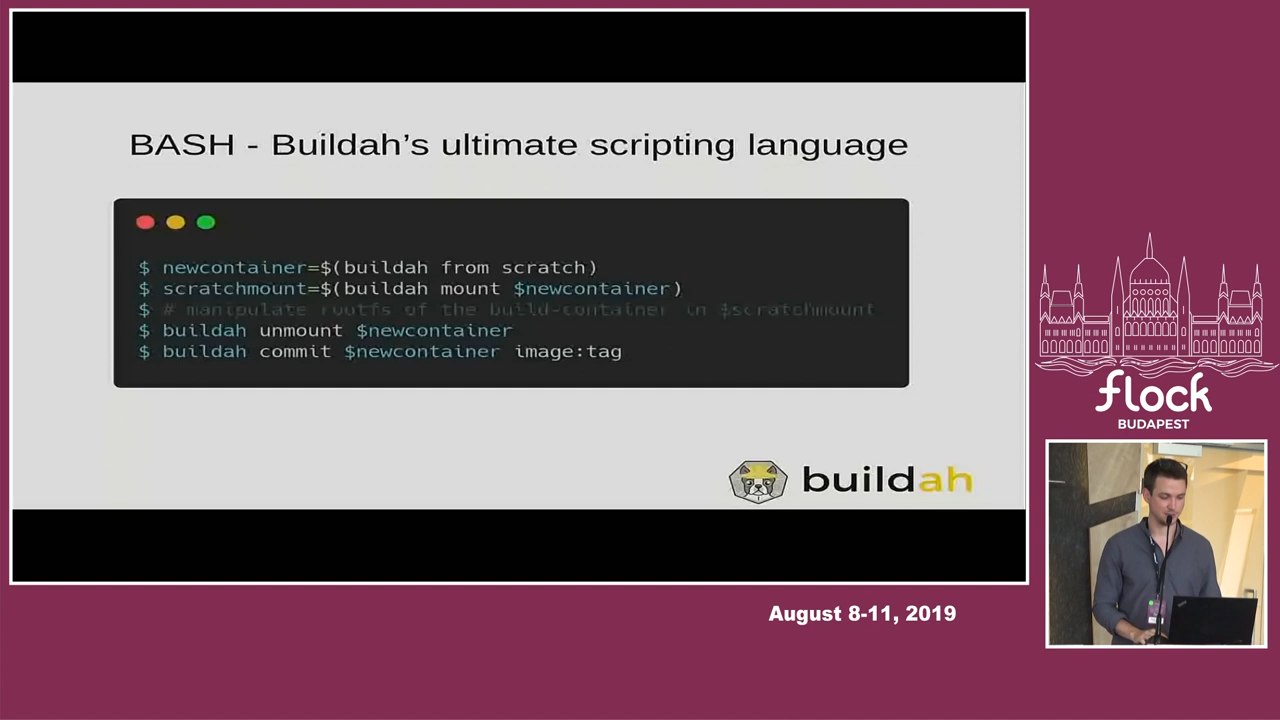 BASH - Buildah’s ultimate scripting language
$ newcontainer=$(buildah from scratch)
$ scratchmount=$(buildah mount $newcontainer)
$ # manipulate rootfs of the build-container in $scratchmount
$ buildah unmount $newcontainer
$ buildah commit $newcontainer image:tag
buildah
flock
BUDAPEST
August 8-11, 2019